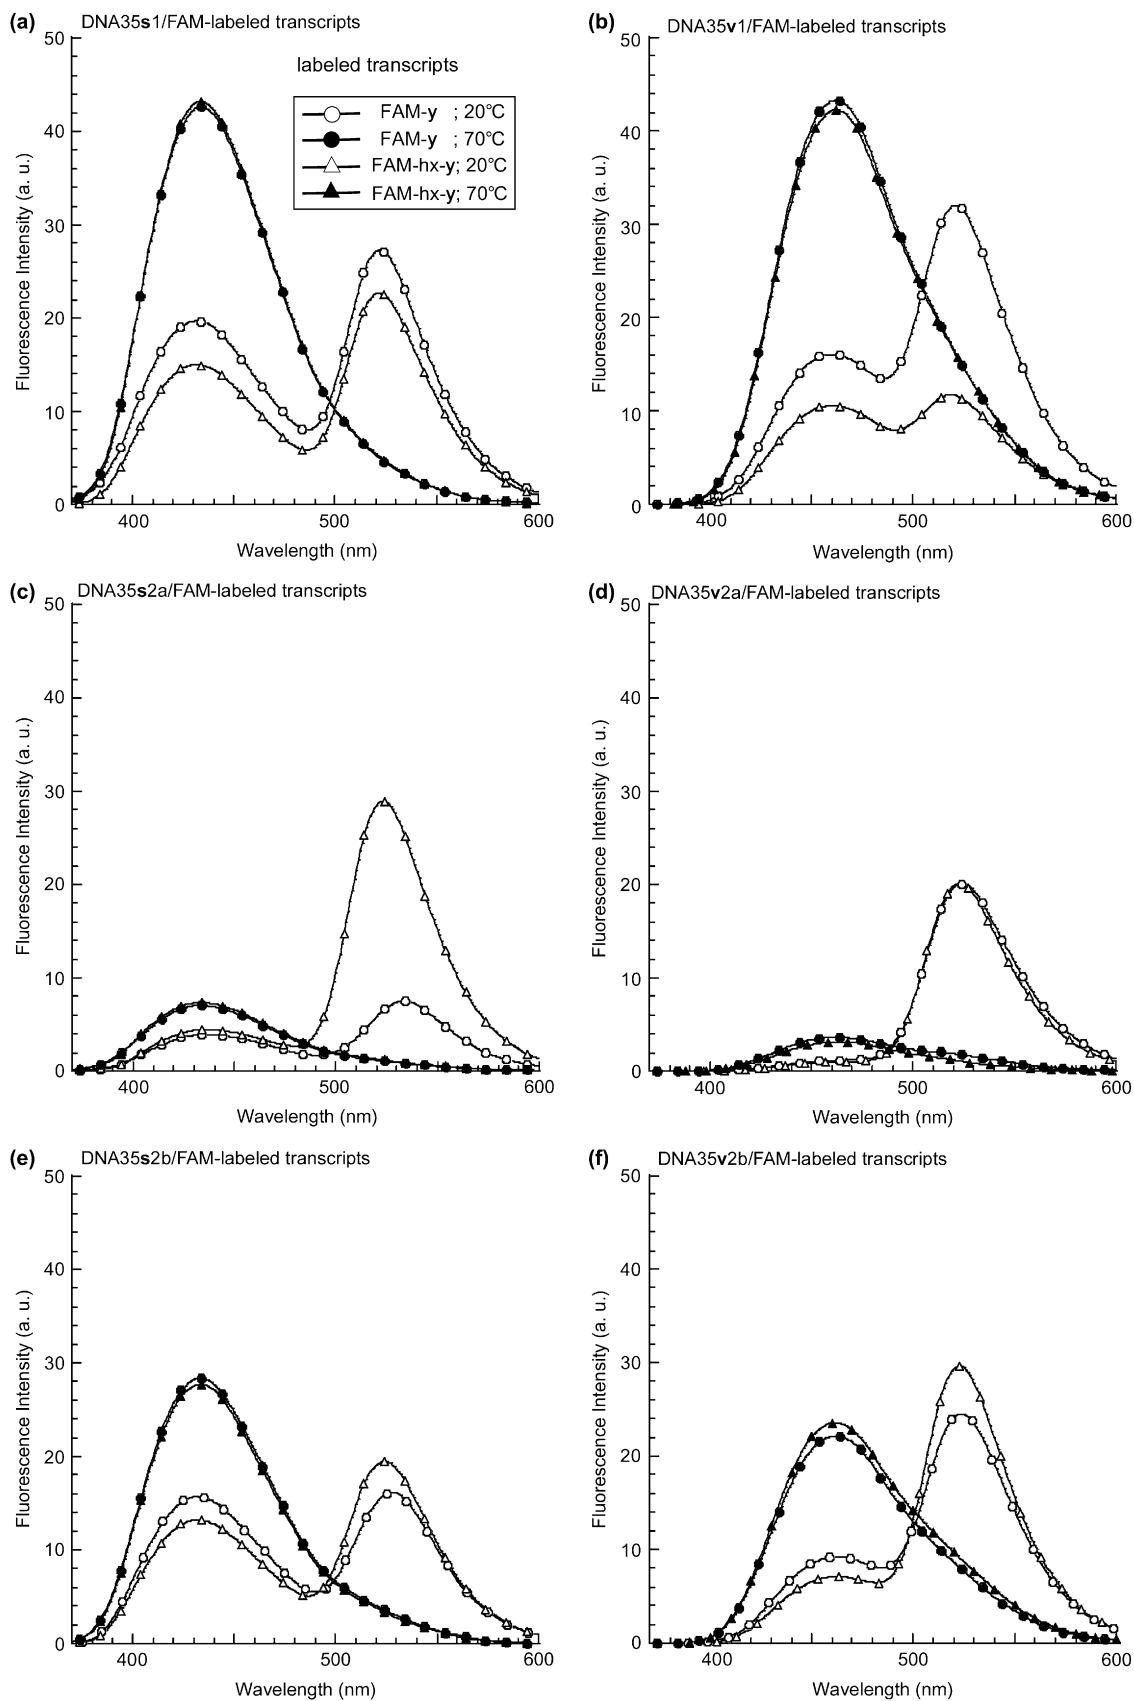 (a) DNA35s1/FAM-labeled transcripts
50
40
30
20
10
0
400 500 600
Fluorescence Intensity (a. u.)
Wavelength (nm)
labeled transcripts
FAM-y ; 20°C
FAM-y ; 70°C
FAM-hx-y; 20°C
FAM-hx-y; 70°C
(b) DNA35v1/FAM-labeled transcripts
50
40
30
20
10
0
400 500 600
Fluorescence Intensity (a. u.)
Wavelength (nm)
(c) DNA35s2a/FAM-labeled transcripts
50
40
30
20
10
0
400 500 600
Fluorescence Intensity (a. u.)
Wavelength (nm)
(d) DNA35v2a/FAM-labeled transcripts
50
40
30
20
10
0
400 500 600
Fluorescence Intensity (a. u.)
Wavelength (nm)
(e) DNA35s2b/FAM-labeled transcripts
50
40
30
20
10
0
400 500 600
Fluorescence Intensity (a. u.)
Wavelength (nm)
(f) DNA35v2b/FAM-labeled transcripts
50
40
30
20
10
0
400 500 600
Fluorescence Intensity (a. u.)
Wavelength (nm)